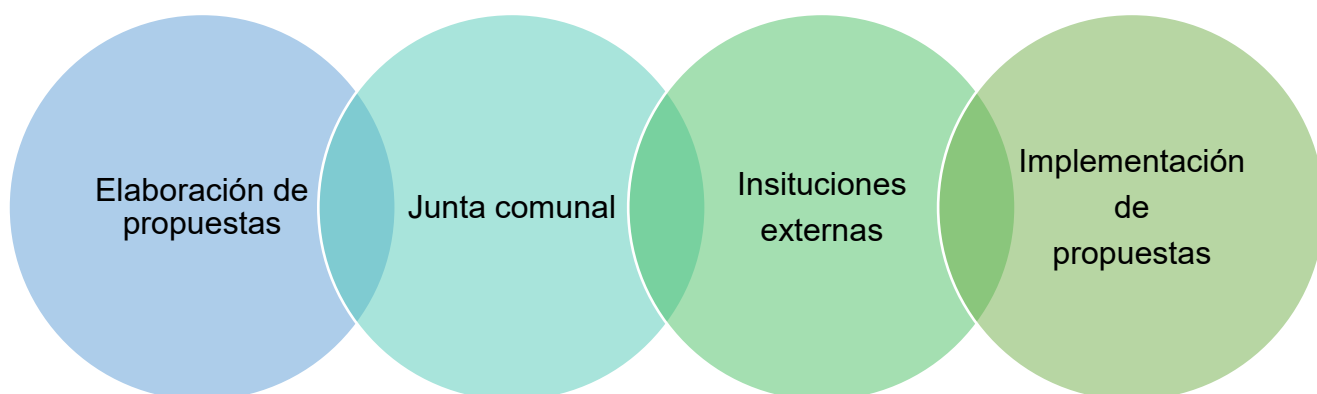 Elaboración de
propuestas
Junta comunal
Insituciones
externas
Implementación
de
propuestas